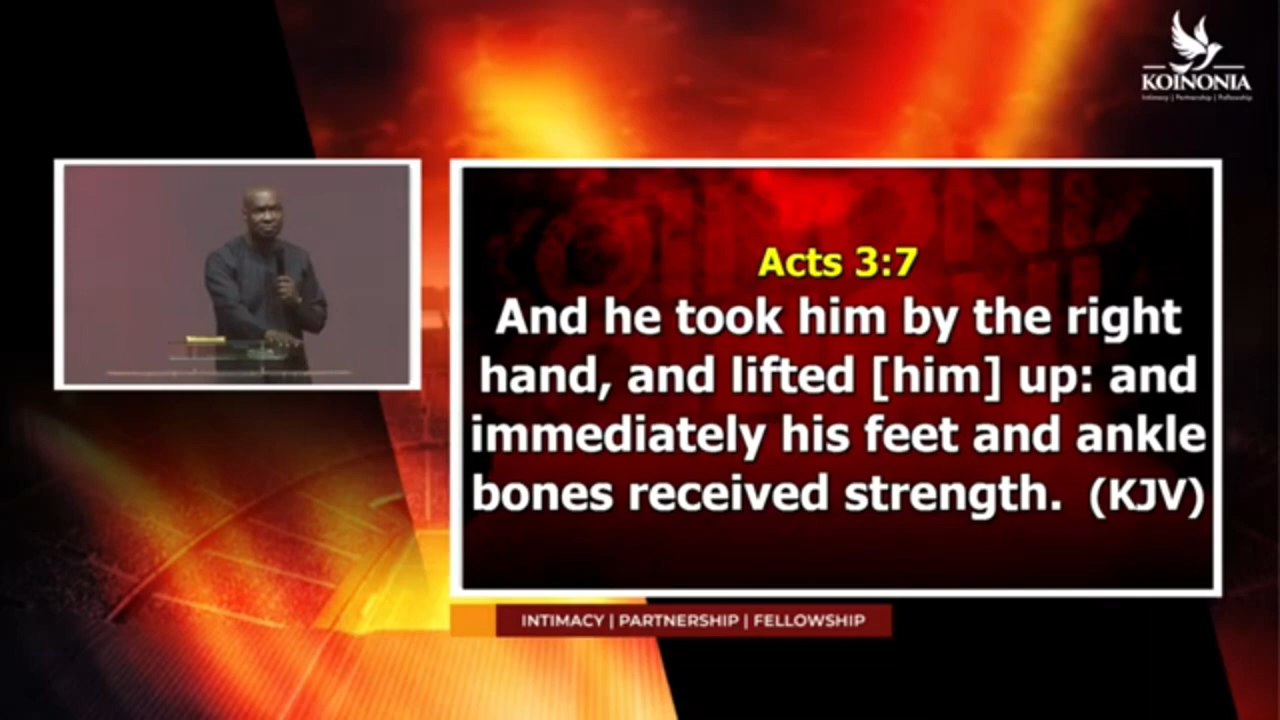 KOINONIA
Intimacy | Partnership | Fellowship
Acts 3:7
And he took him by the right
hand, and lifted [him] up: and
immediately his feet and ankle
bones received strength. (KJV)
INTIMACY | PARTNERSHIP | FELLOWSHIP